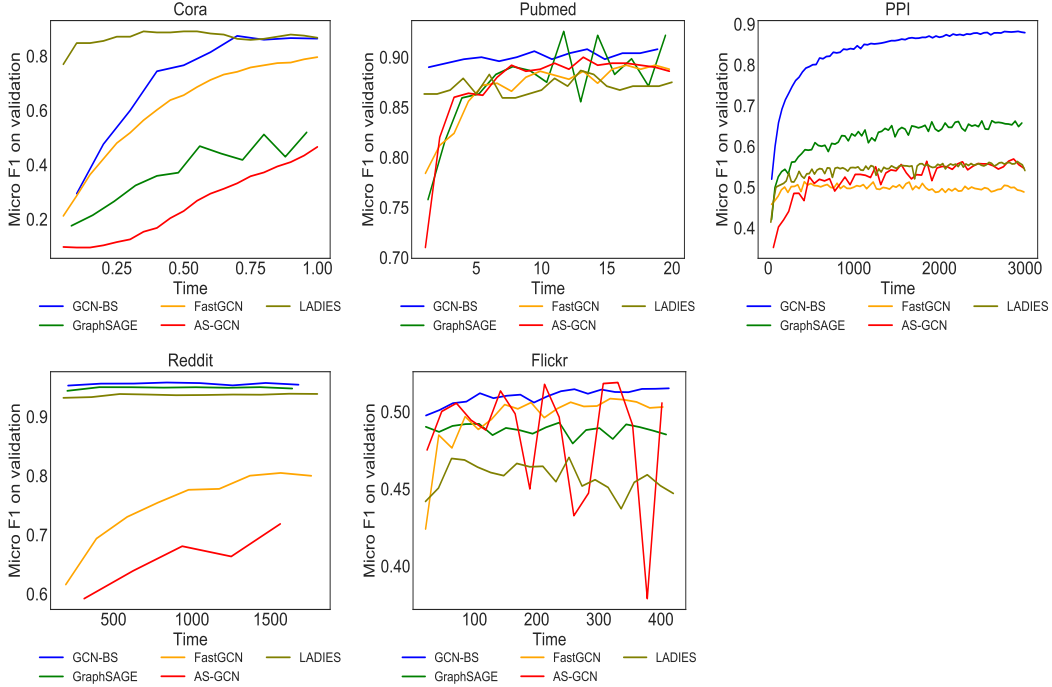 Cora
Micro F1 on validation
0.8
0.6
0.4
0.2
0.25
0.50
0.75
1.00
Time
GCN-BS
FastGCN
LADIES
GraphSAGE
AS-GCN
Pubmed
Micro F1 on validation
0.90
0.85
0.80
0.75
0.70
5
10
15
20
Time
GCN-BS
FastGCN
LADIES
GraphSAGE
AS-GCN
PPI
Micro F1 on validation
0.9
0.8
0.7
0.6
0.5
0.4
0
1000
2000
3000
Time
GCN-BS
FastGCN
LADIES
GraphSAGE
AS-GCN
Reddit
Micro F1 on validation
0.9
0.8
0.7
0.6
500
1000
1500
Time
GCN-BS
FastGCN
LADIES
GraphSAGE
AS-GCN
Flickr
Micro F1 on validation
0.50
0.45
0.40
100
200
300
400
Time
GCN-BS
FastGCN
LADIES
GraphSAGE
AS-GCN